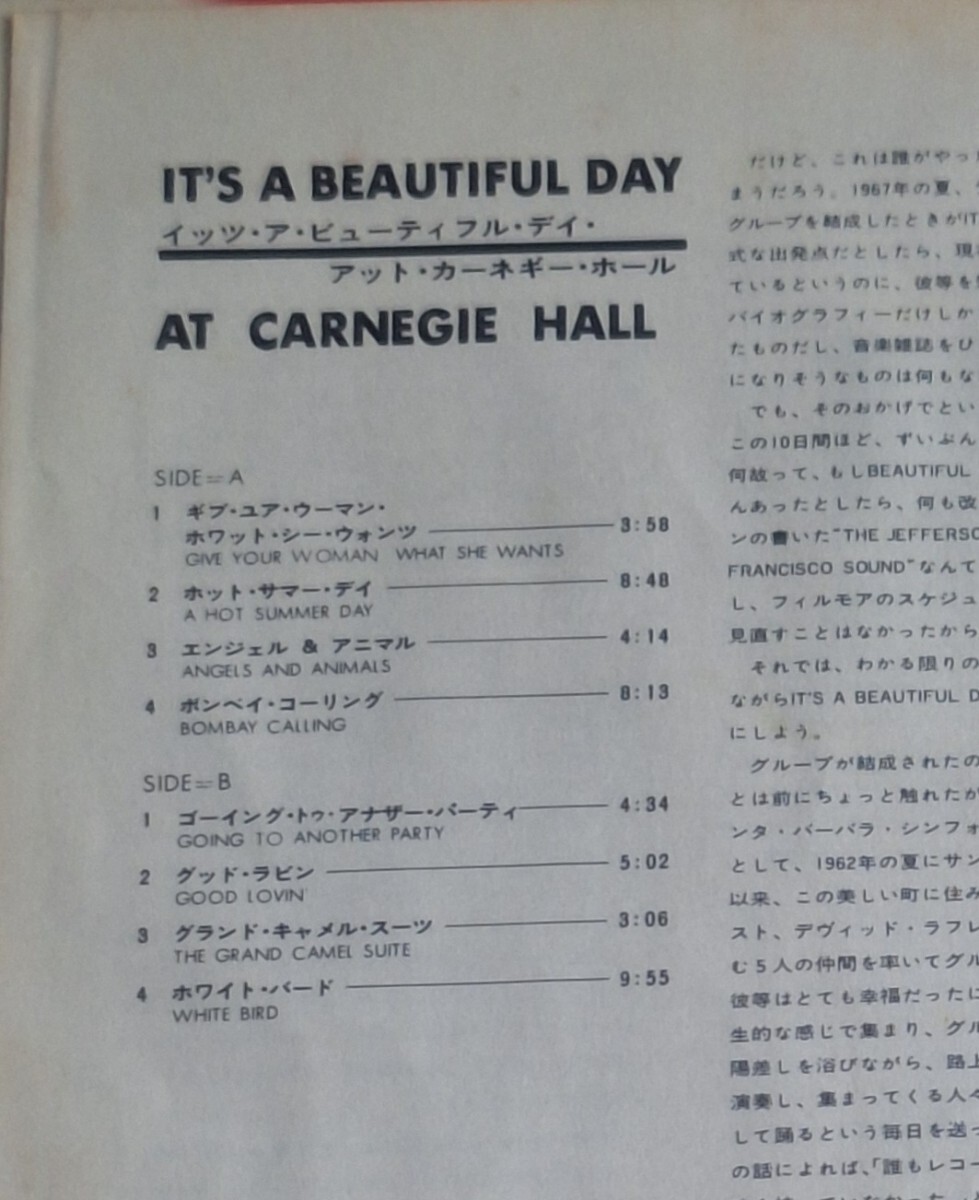 IT'S A BEAUTIFUL DAY
イッツ・ア・ビューティフル・デイ・
アット・カーネギー・ホール
AT CARNEGIE HALL
SIDE=A
1 ギブ・ユア・ウーマン・
ホワット・シー・ウォンツ 3:58
GIVE YOUR WOMAN WHAT SHE WANTS
2 ホット・サマー・デイ 8:48
A HOT SUMMER DAY
3 エンジェル & アニマル 4:14
ANGELS AND ANIMALS
4 ボンベイ・コーリング 8:13
BOMBAY CALLING
SIDE=B
1 ゴーイング・トゥ・アナザー・パーティ 4:34
GOING TO ANOTHER PARTY
2 グッド・ラビン 5:02
GOOD LOVIN'
3 グランド・キャメル・スーツ 3:06
THE GRAND CAMEL SUITE
4 ホワイト・バード 9:55
WHITE BIRD
だけど、これは誰がやっ
まうだろう。1967年の夏、
グループを結成したときがIT
式な出発点だとしたら、現
ているというのに、彼等を
バイオグラフィーだけしか
たものだし、音楽雑誌をひ
になりそうなものは何もな
でも、そのおかげでとい
この10日間ほど、ずいぶん
何故って、もしBEAUTIFUL
んあったとしたら、何も改
ンの書いた"THE JEFFERSO
FRANCISCO SOUND"なんて
し、フィルモアのスケジュ
見直すことはなかったから
それでは、わかる限りの
ながらIT'S A BEAUTIFUL D
にしよう。
グループが結成されたの
とは前にちょっと触れたが
ンタ・バーバラ・シンフォ
として、1962年の夏にサン
以来、この美しい町に住み
スト、デヴィッド・ラフレ
む5人の仲間を率いてグル
彼等はとても幸福だったに
生的な感じで集まり、グル
陽差しを浴びながら、路上
演奏し、集まってくる人々
して踊るという毎日を送っ
の話によれば、「誰もレコー